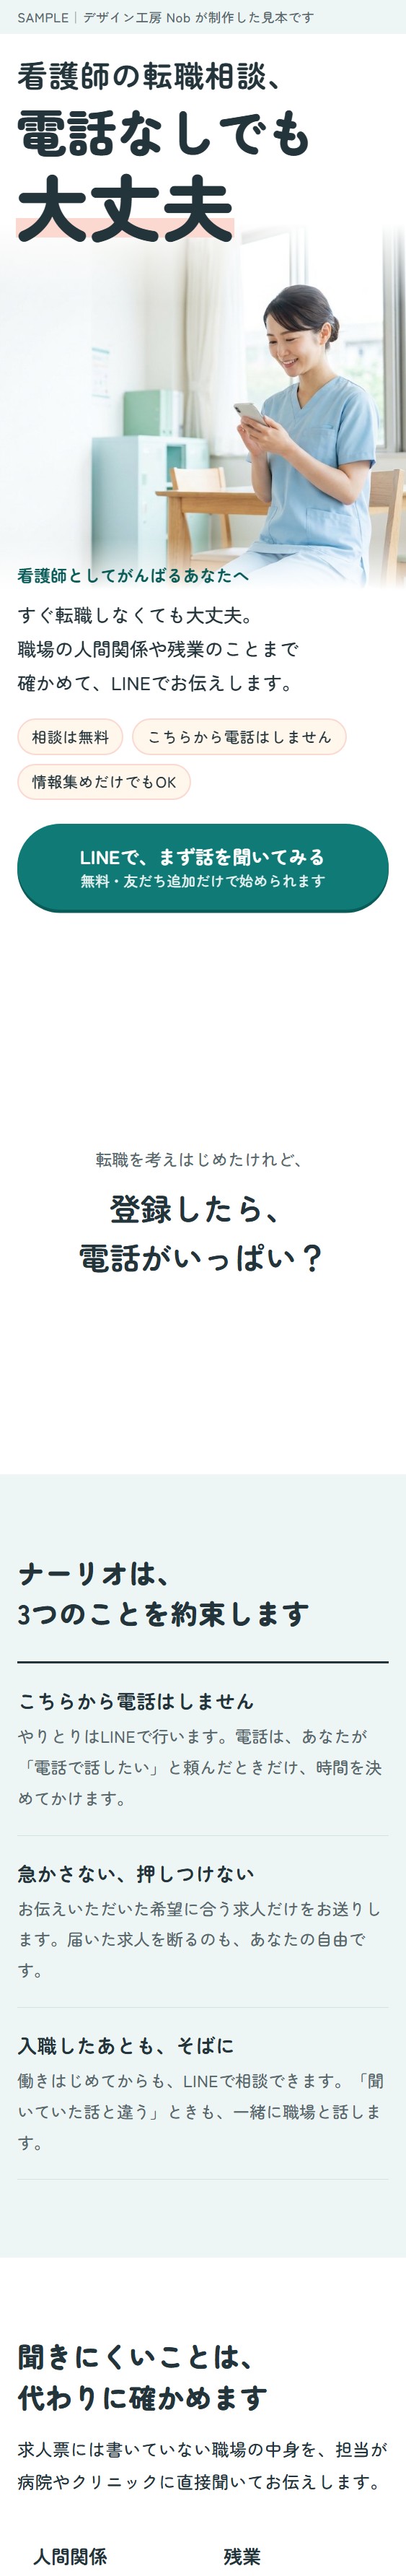 SAMPLE｜デザイン工房 Nob が制作した見本です
看護師の転職相談、
電話なしでも
大丈夫
看護師としてがんばるあなたへ
すぐ転職しなくても大丈夫。
職場の人間関係や残業のことまで
確かめて、LINEでお伝えします。
相談は無料
こちらから電話はしません
情報集めだけでもOK
LINEで、まず話を聞いてみる
無料・友だち追加だけで始められます
転職を考えはじめたけれど、
登録したら、
電話がいっぱい？
ナーリオは、
3つのことを約束します
こちらから電話はしません
やりとりはLINEで行います。電話は、あなたが
「電話で話したい」と頼んだときだけ、時間を決
めてかけます。
急かさない、押しつけない
お伝えいただいた希望に合う求人だけをお送りし
ます。届いた求人を断るのも、あなたの自由で
す。
入職したあとも、そばに
働きはじめてからも、LINEで相談できます。「聞
いていた話と違う」ときも、一緒に職場と話しま
す。
聞きにくいことは、
代わりに確かめます
求人票には書いていない職場の中身を、担当が
病院やクリニックに直接聞いてお伝えします。
人間関係
残業